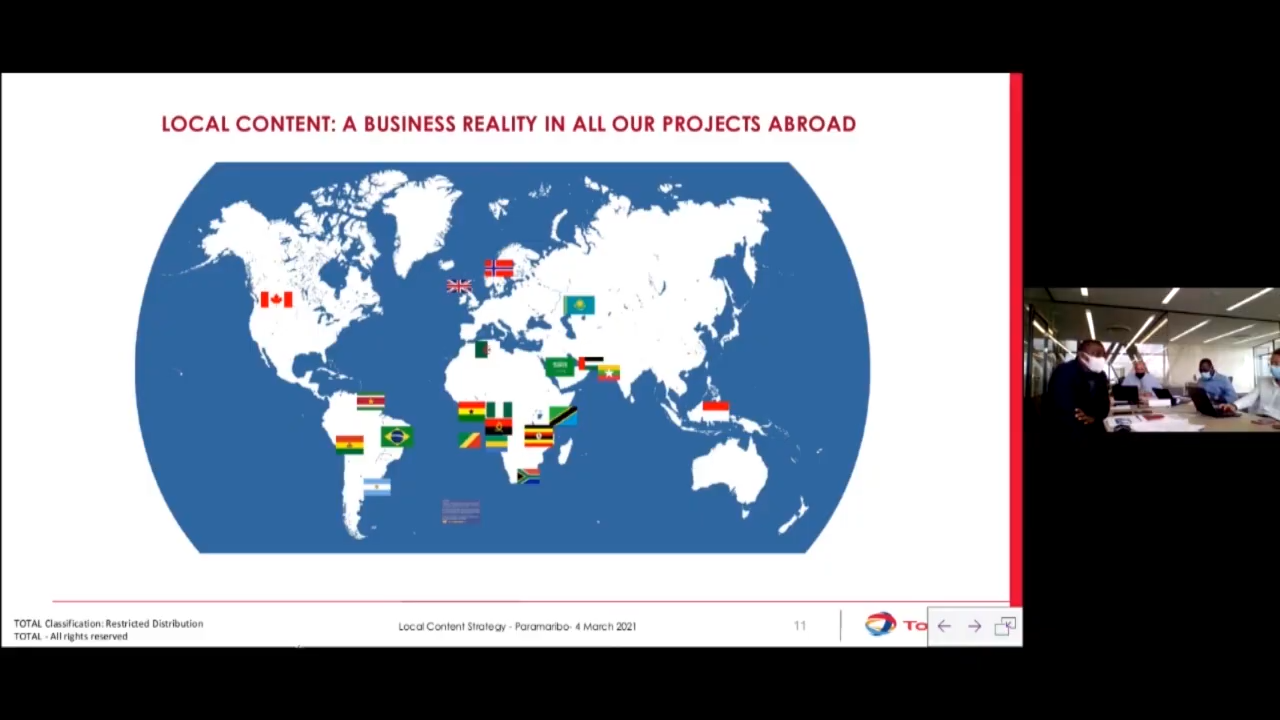 LOCAL CONTENT: A BUSINESS REALITY IN ALL OUR PROJECTS ABROAD
TOTAL Classification: Restricted Distribution
TOTAL - All rights reserved
Local Content Strategy - Paramaribo- 4 March 2021
11
To